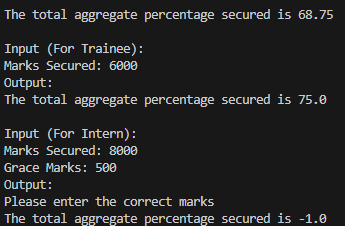 The total aggregate percentage secured is 68.75
Input (For Trainee):
Marks Secured: 6000
Output:
The total aggregate percentage secured is 75.0
Input (For Intern):
Marks Secured: 8000
Grace Marks: 500
Output:
Please enter the correct marks
The total aggregate percentage secured is -1.0